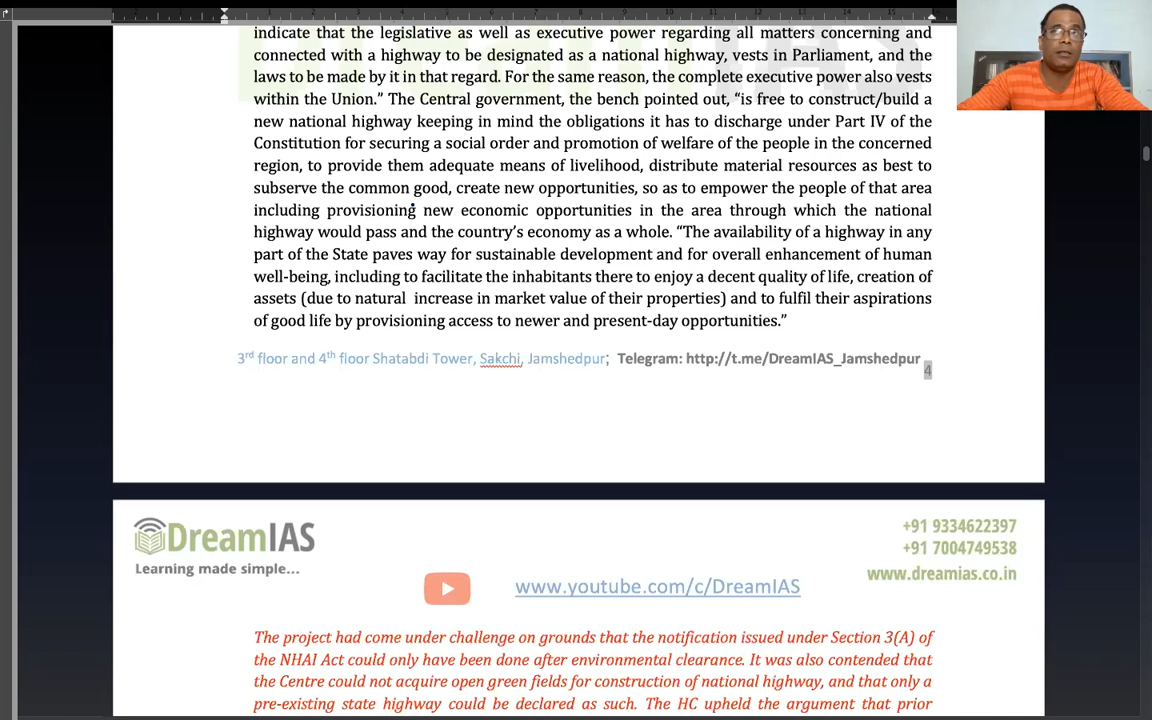 indicate that the legislative as well as executive power regarding all matters concerning and
connected with a highway to be designated as a national highway, vests in Parliament, and the
laws to be made by it in that regard. For the same reason, the complete executive power also vests
within the Union.” The Central government, the bench pointed out, “is free to construct/build a
new national highway keeping in mind the obligations it has to discharge under Part IV of the
Constitution for securing a social order and promotion of welfare of the people in the concerned
region, to provide them adequate means of livelihood, distribute material resources as best to
subserve the common good, create new opportunities, so as to empower the people of that area
including provisioning new economic opportunities in the area through which the national
highway would pass and the country’s economy as a whole. “The availability of a highway in any
part of the State paves way for sustainable development and for overall enhancement of human
well-being, including to facilitate the inhabitants there to enjoy a decent quality of life, creation of
assets (due to natural increase in market value of their properties) and to fulfil their aspirations
of good life by provisioning access to newer and present-day opportunities.”
3rd floor and 4th floor Shatabdi Tower, Sakchi, Jamshedpur; Telegram: http://t.me/DreamIAS_Jamshedpur
4
DreamIAS
Learning made simple...
+91 9334622397
+91 7004749538
www.dreamias.co.in
www.youtube.com/c/DreamIAS
The project had come under challenge on grounds that the notification issued under Section 3(A) of
the NHAI Act could only have been done after environmental clearance. It was also contended that
the Centre could not acquire open green fields for construction of national highway, and that only a
pre-existing state highway could be declared as such. The HC upheld the argument that prior